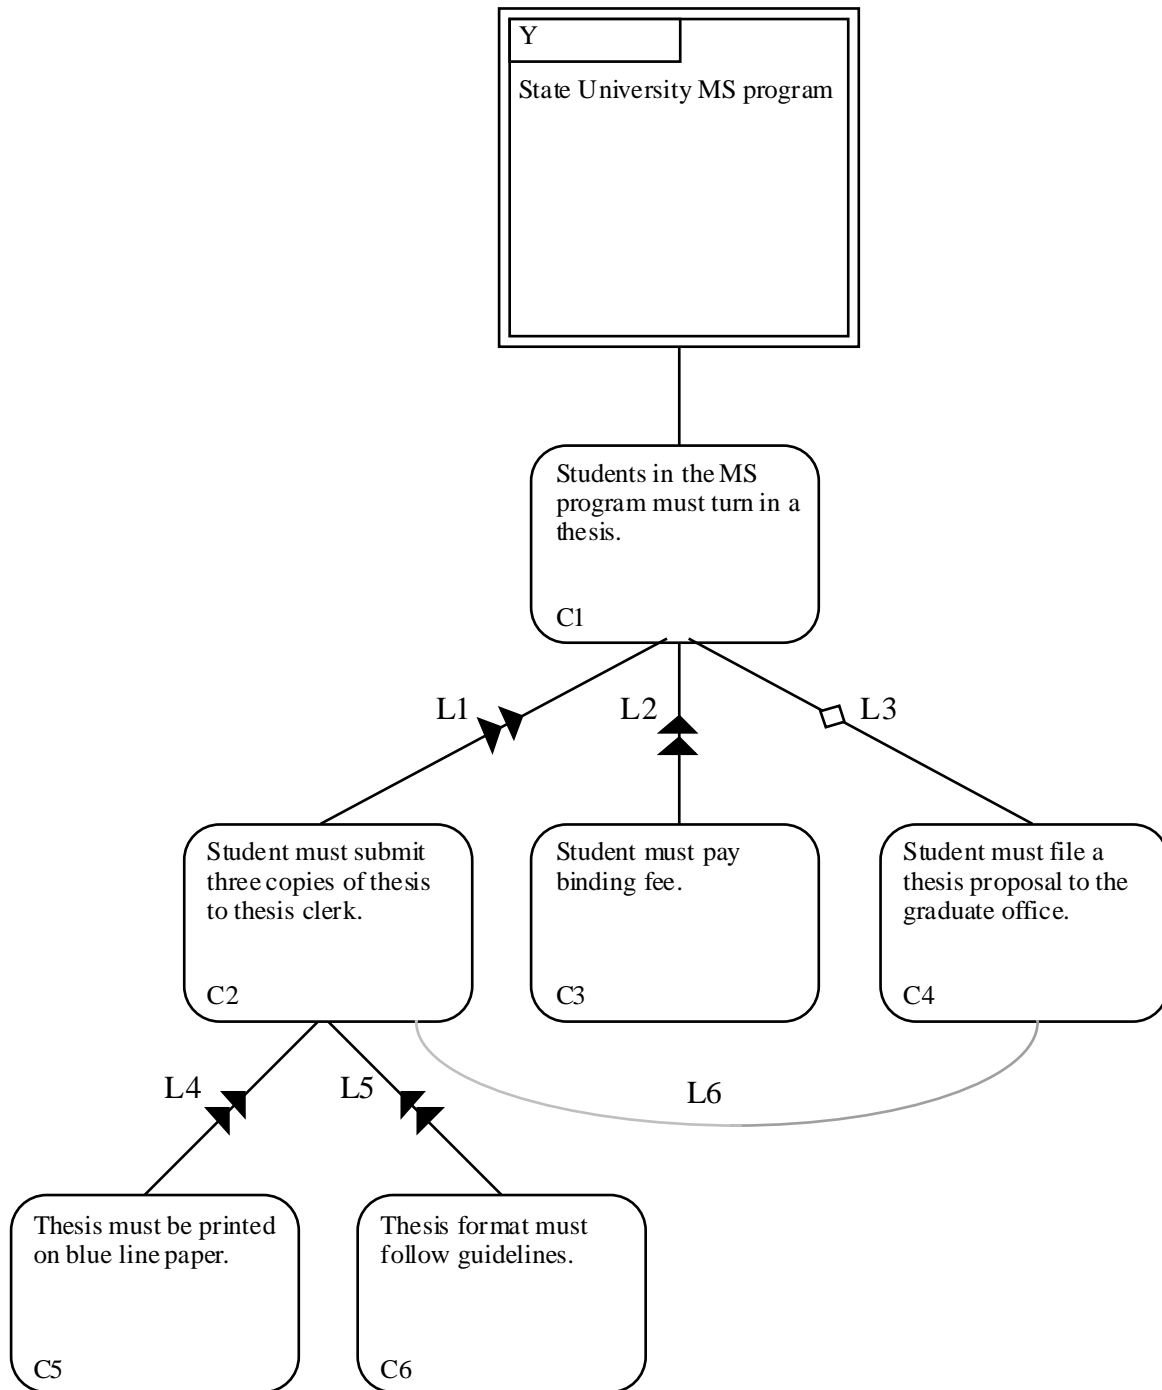 Y
State University MS program
Students in the MS
program must turn in a
thesis.
C1
L1
L2
L3
Student must submit
three copies of thesis
to thesis clerk.
C2
Student must pay
binding fee.
C3
Student must file a
thesis proposal to the
graduate office.
C4
L4
L5
L6
Thesis must be printed
on blue line paper.
C5
Thesis format must
follow guidelines.
C6